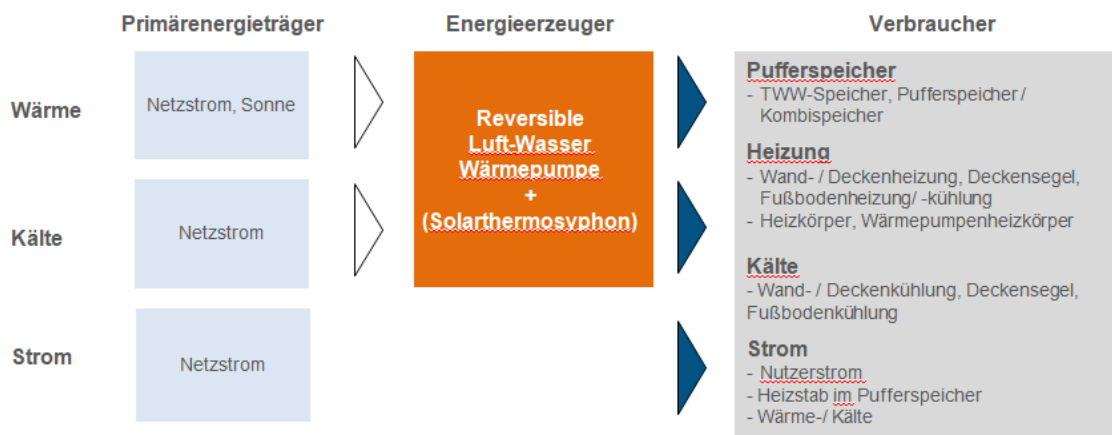 Primärenergieträger
Energieerzeuger
Verbraucher
Wärme
Netzstrom, Sonne
Kälte
Netzstrom
Strom
Netzstrom
Reversible
Luft-Wasser
Wärmepumpe
+
(Solarthermosyphon)
Pufferspeicher
- TWW-Speicher, Pufferspeicher /
Kombispeicher
Heizung
- Wand- / Deckenheizung, Deckensegel,
Fußbodenheizung/ -kühlung
- Heizkörper, Wärmepumpenheizkörper
Kälte
- Wand- / Deckenkühlung, Deckensegel,
Fußbodenkühlung
Strom
- Nutzerstrom
- Heizstab im Pufferspeicher
- Wärme-/ Kälte